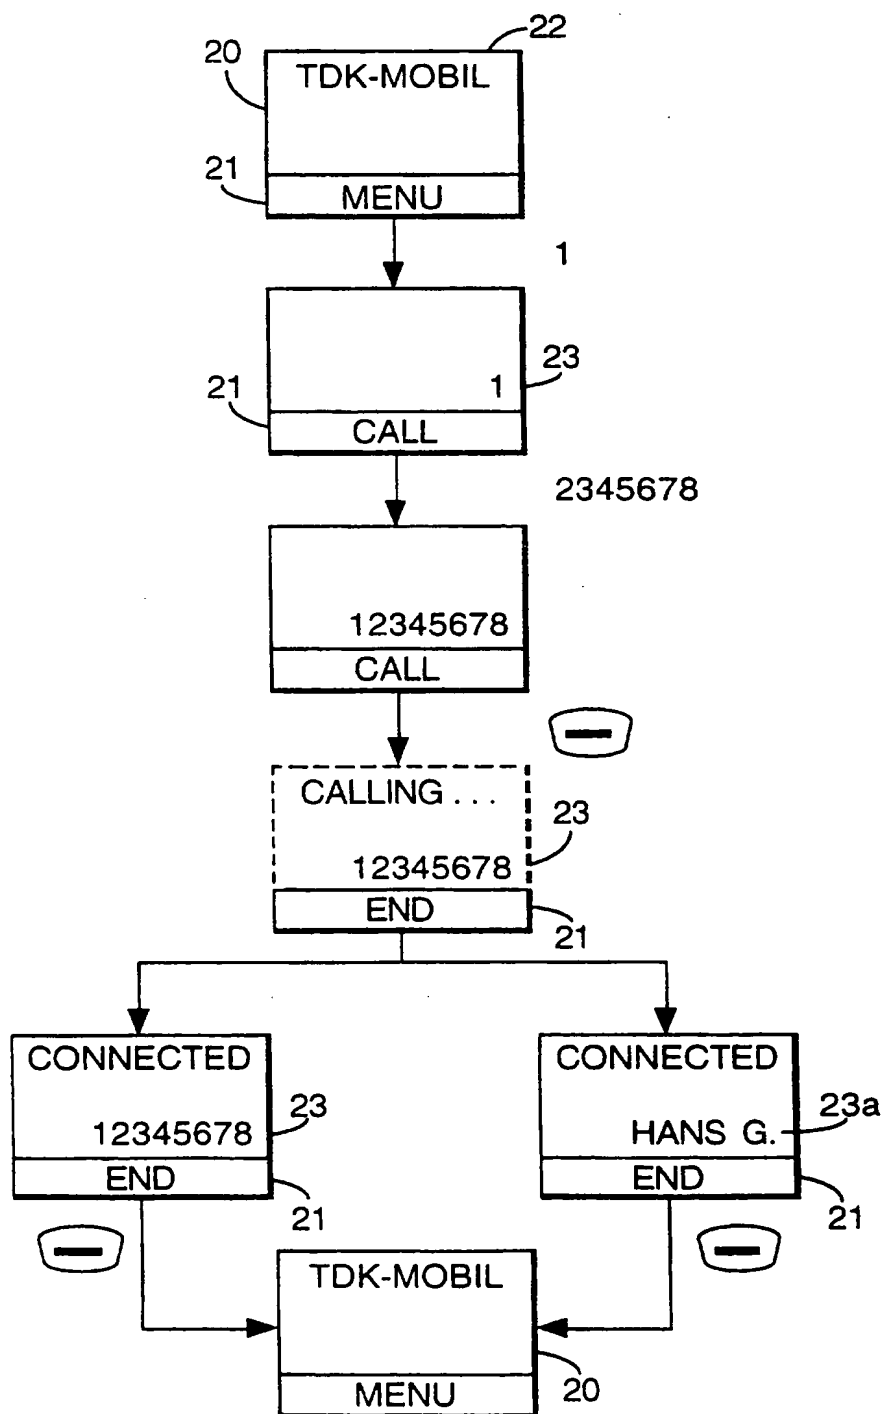 22
20
TDK-MOBIL
21
MENU
1
23
21
1
CALL
2345678
12345678
CALL
CALLING . . .
23
12345678
END
21
CONNECTED
CONNECTED
23
23a
12345678
HANS G.
END
END
21
21
TDK-MOBIL
20
MENU